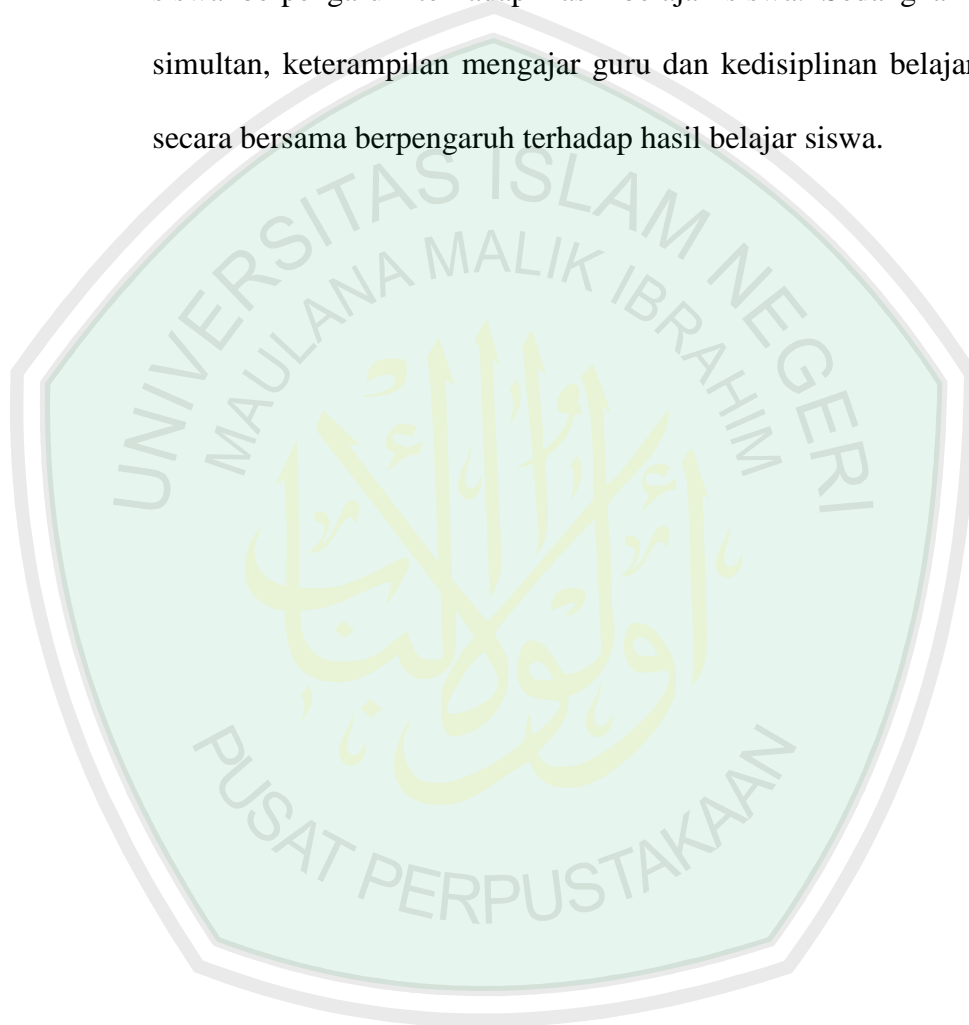 simultan, keterampilan mengajar guru dan kedisiplinan belajar
secara bersama berpengaruh terhadap hasil belajar siswa.
UNIVERSITAS ISLAM NEGERI
MAULANA MALIK IBRAHIM
أولوا الألباب
PUSAT PERPUSTAKAAN